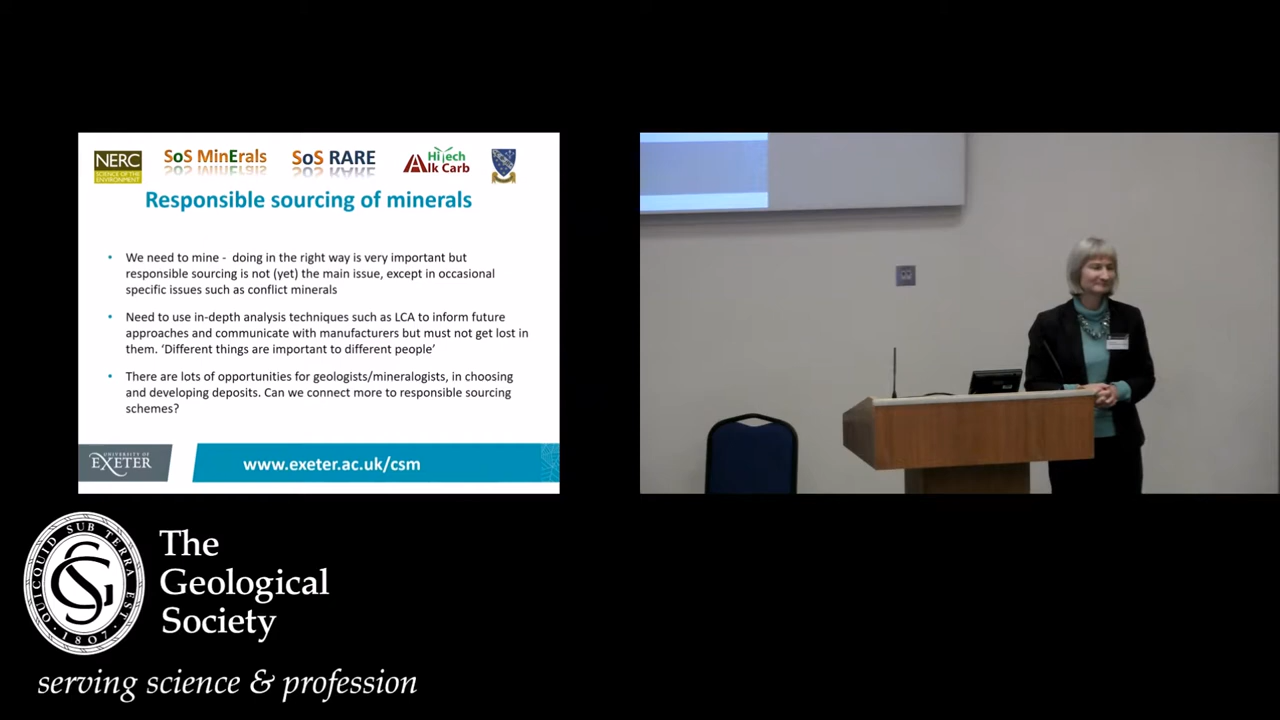 NERC
SCIENCE OF THE
ENVIRONMENT
SoS MinErals
SoS RARE
HiTech
Alk Carb
Responsible sourcing of minerals
• We need to mine - doing in the right way is very important but
responsible sourcing is not (yet) the main issue, except in occasional
specific issues such as conflict minerals
• Need to use in-depth analysis techniques such as LCA to inform future
approaches and communicate with manufacturers but must not get lost in
them. ‘Different things are important to different people’
• There are lots of opportunities for geologists/mineralogists, in choosing
and developing deposits. Can we connect more to responsible sourcing
schemes?
UNIVERSITY OF
EXETER
www.exeter.ac.uk/csm
QUICQUID SUB TERRA EST
1807
GS
The
Geological
Society
serving science & profession